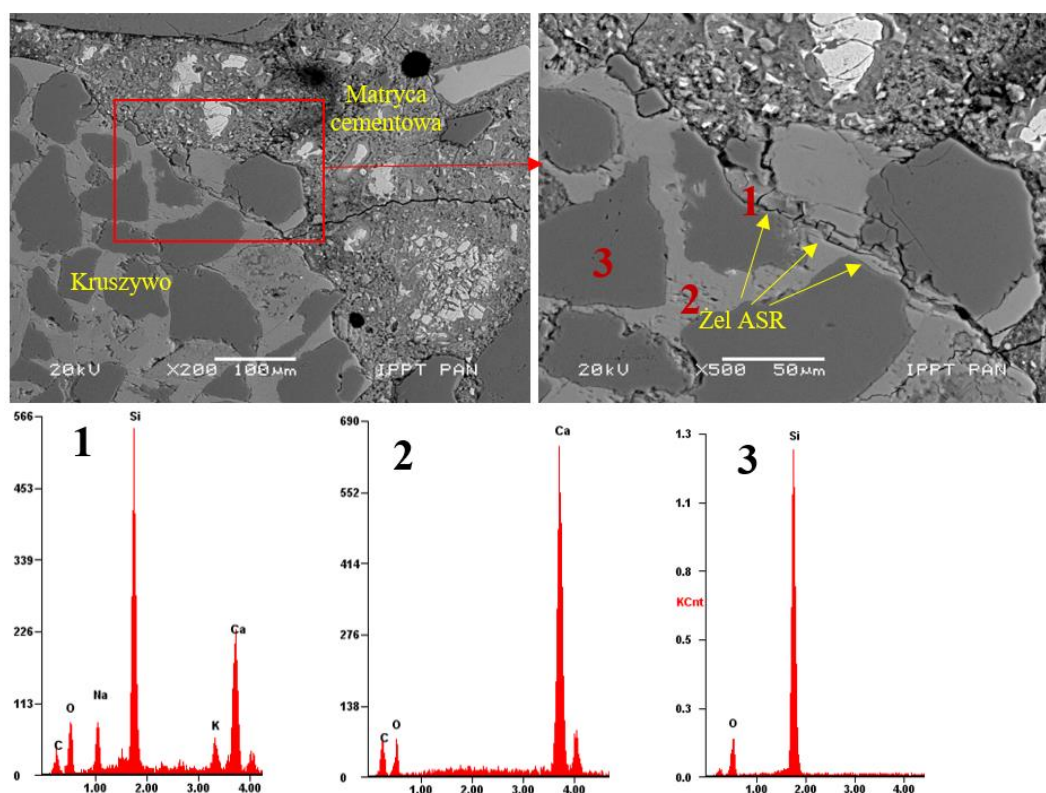 Matryca
cementowa
Kruszywo
20kV X200 100μm IPPT PAN
1
3
2
Żel ASR
20kV X500 50μm IPPT PAN
1
566
453
339
226
113
0
C
O
Na
Si
K
Ca
1.00 2.00 3.00 4.00
2
690
552
414
276
138
0
C
O
Ca
1.00 2.00 3.00 4.00
3
1.3
1.1
0.8
KCnt
0.5
0.3
0.0
O
Si
1.00 2.00 3.00 4.00